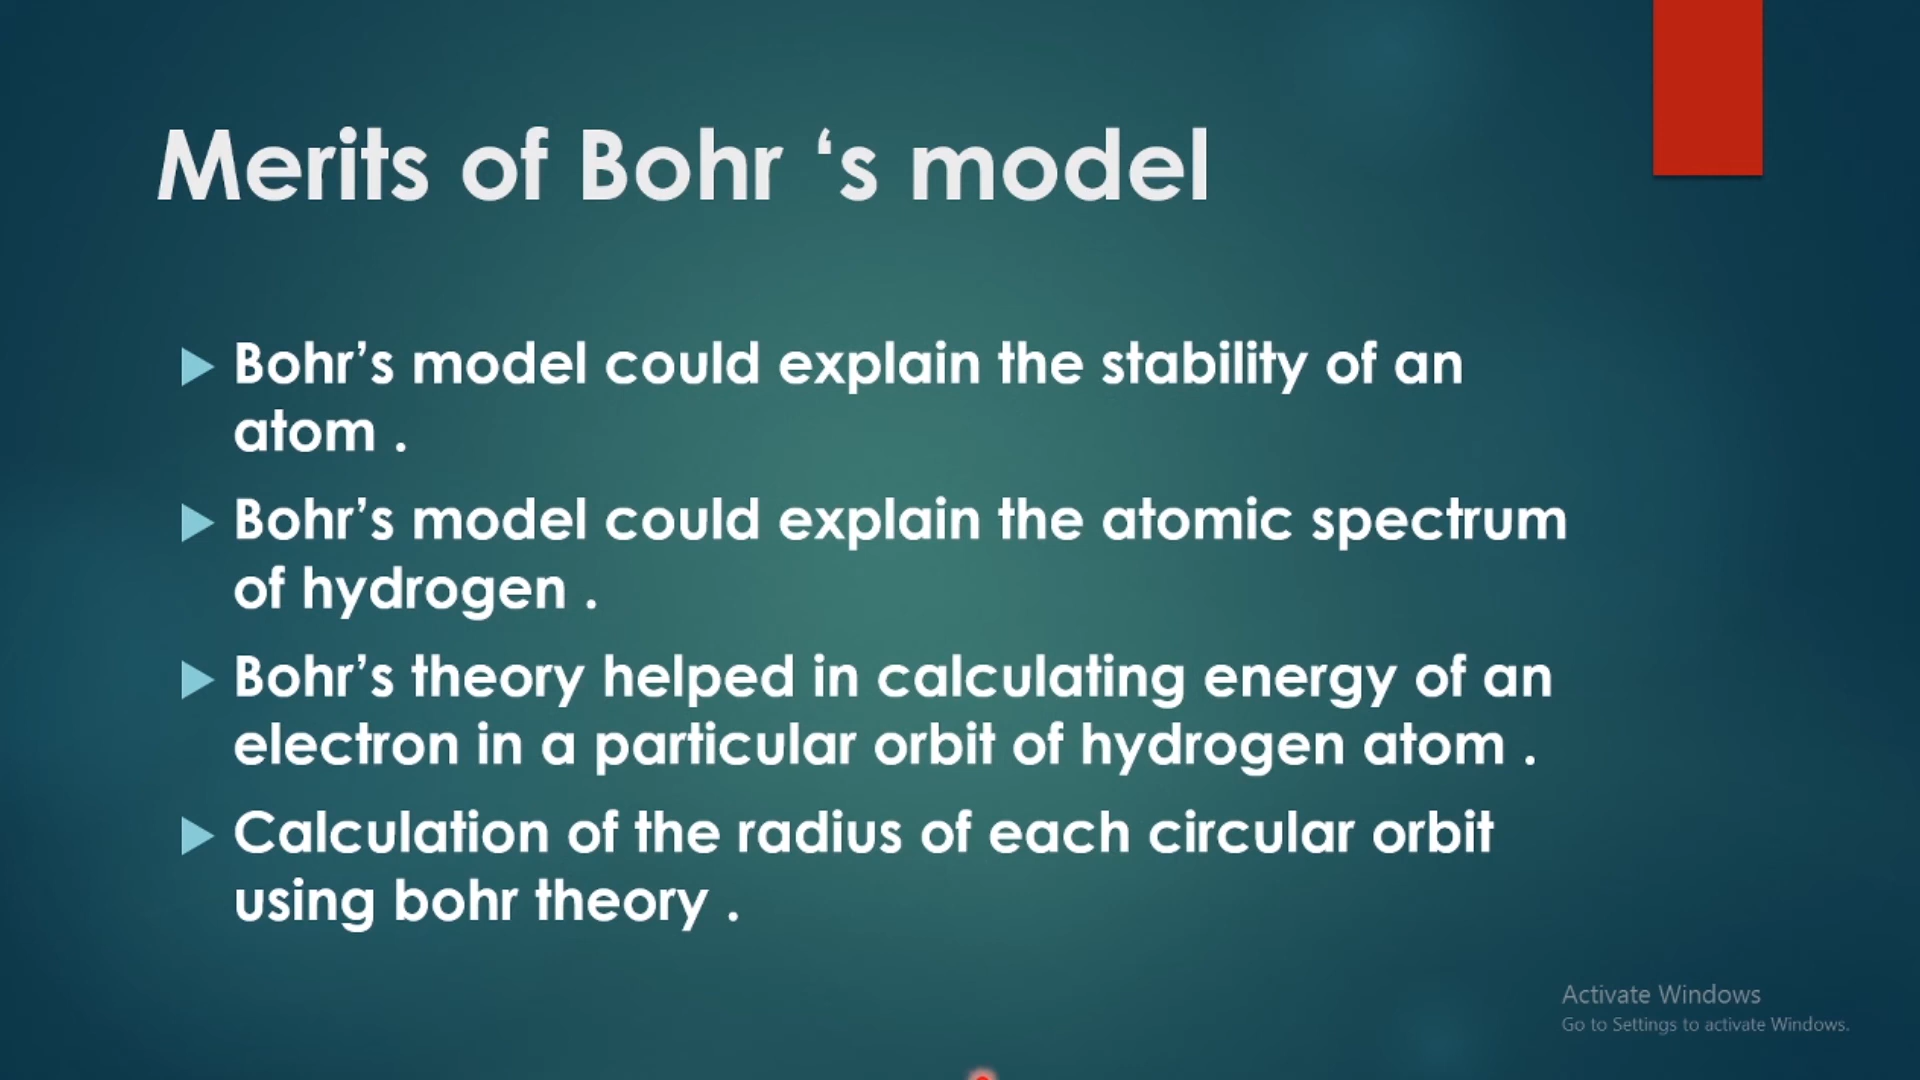 Merits of Bohr ‘s model
Bohr’s model could explain the stability of an
atom .
Bohr’s model could explain the atomic spectrum
of hydrogen .
Bohr’s theory helped in calculating energy of an
electron in a particular orbit of hydrogen atom .
Calculation of the radius of each circular orbit
using bohr theory .
Activate Windows
Go to Settings to activate Windows.